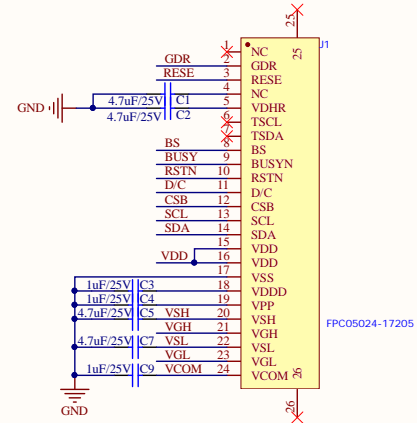 25
J1
1 NC 25
GDR 2 GDR
RESE 3 RESE
4 NC
4.7uF/25V C1 5 VDHR
GND
4.7uF/25V C2 6 TSCL
7 TSDA
BS 8 BS
BUSY 9 BUSYN
RSTN 10 RSTN
D/C 11 D/C
CSB 12 CSB
SCL 13 SCL
SDA 14 SDA
15 VDD
VDD 16 VDD
17 VSS
1uF/25V C3 18 VDDD
1uF/25V C4 19 VPP
4.7uF/25V C5 VSH 20 VSH
VGH 21 VGH
FPC05024-17205
4.7uF/25V C7 VSL 22 VSL
VGL 23 VGL
1uF/25V C9 VCOM 24 VCOM 26
GND
26